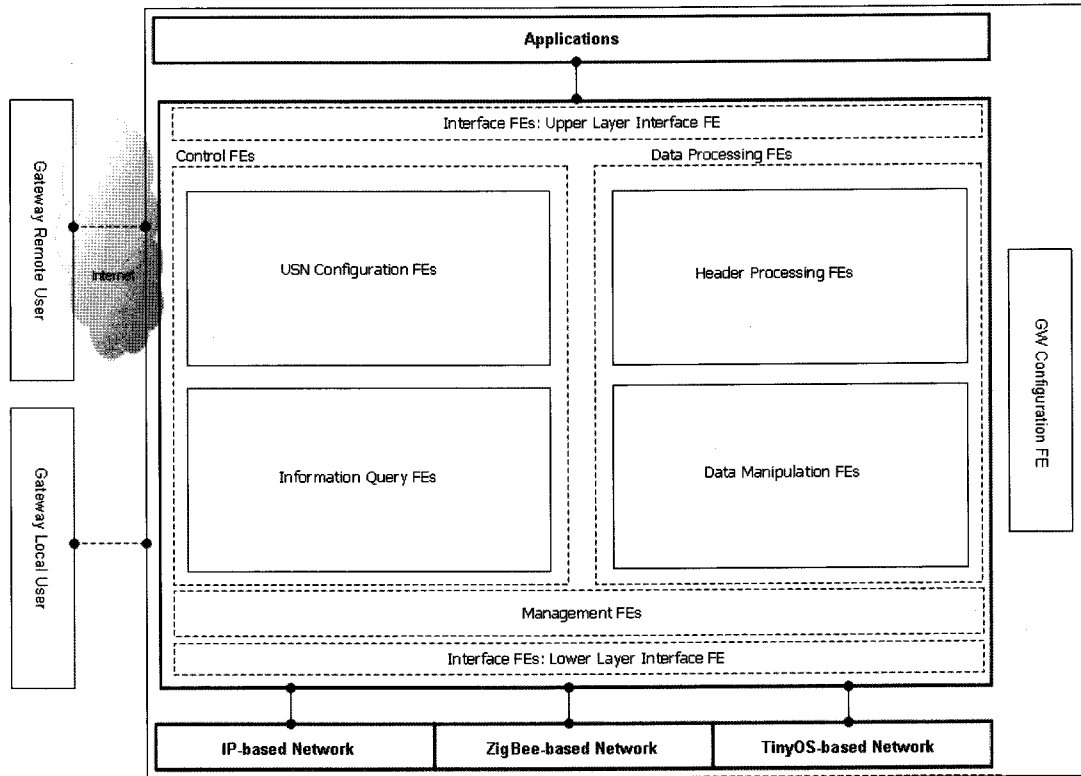 Applications
Interface FEs: Upper Layer Interface FE
Control FEs
Data Processing FEs
Gateway Remote User
Internet
USN Configuration FEs
Header Processing FEs
GW Configuration FE
Information Query FEs
Data Manipulation FEs
Gateway Local User
Management FEs
Interface FEs: Lower Layer Interface FE
IP-based Network
ZigBee-based Network
TinyOS-based Network